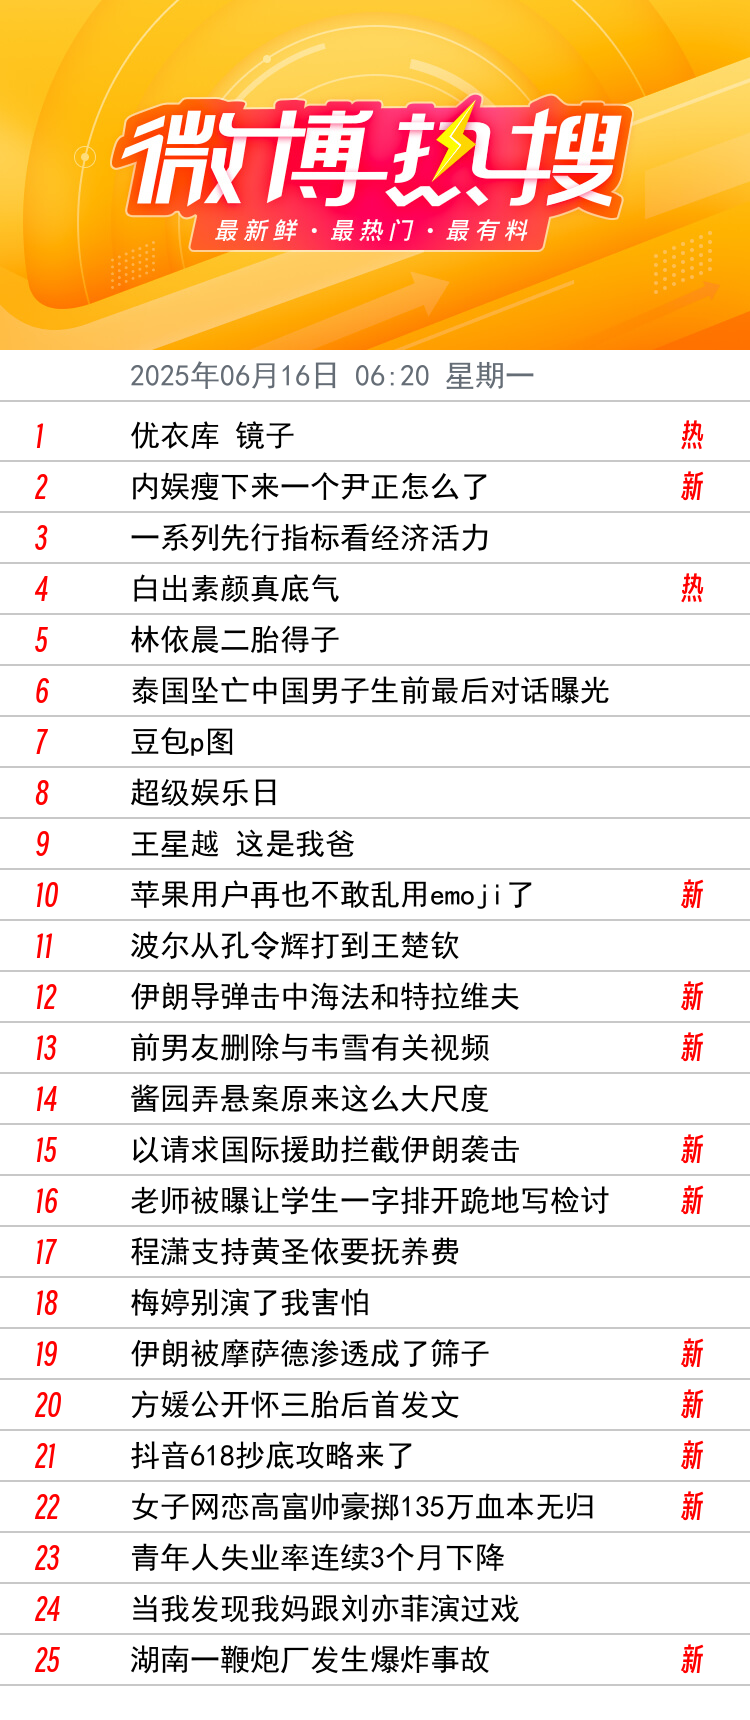 微博热搜
最新鲜·最热门·最有料
2025年06月16日 06:20 星期一
1 优衣库 镜子 热
2 内娱瘦下来一个尹正怎么了 新
3 一系列先行指标看经济活力
4 白出素颜真底气 热
5 林依晨二胎得子
6 泰国坠亡中国男子生前最后对话曝光
7 豆包p图
8 超级娱乐日
9 王星越 这是我爸
10 苹果用户再也不敢乱用emoji了 新
11 波尔从孔令辉打到王楚钦
12 伊朗导弹击中海法和特拉维夫 新
13 前男友删除与韦雪有关视频 新
14 酱园弄悬案原来这么大尺度
15 以请求国际援助拦截伊朗袭击 新
16 老师被曝让学生一字排开跪地写检讨 新
17 程潇支持黄圣依要抚养费
18 梅婷别演了我害怕
19 伊朗被摩萨德渗透成了筛子 新
20 方媛公开怀三胎后首发文 新
21 抖音618抄底攻略来了 新
22 女子网恋高富帅豪掷135万血本无归 新
23 青年人失业率连续3个月下降
24 当我发现我妈跟刘亦菲演过戏
25 湖南一鞭炮厂发生爆炸事故 新